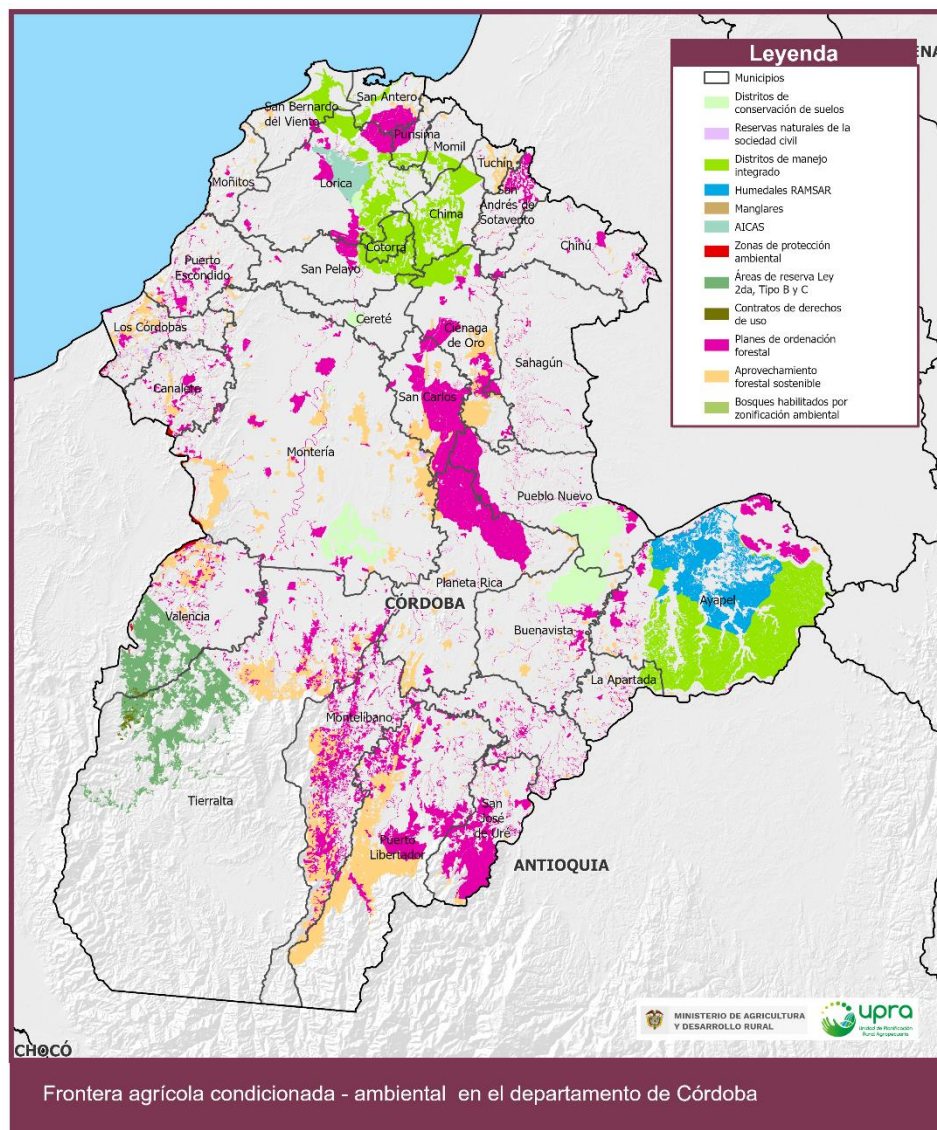 Leyenda
ENA
Municipios
Distritos de
conservación de suelos
Reservas naturales de la
sociedad civil
Distritos de manejo
integrado
Humedales RAMSAR
Manglares
AICAS
Zonas de protección
ambiental
Áreas de reserva Ley
2da, Tipo B y C
Contratos de derechos
de uso
Planes de ordenación
forestal
Aprovechamiento
forestal sostenible
Bosques habilitados por
zonificación ambiental
San Antero
San Bernardo
del Viento
Purísima
Momil
Tuchín
Moñitos
Lorica
San
Andrés de
Sotavento
Chima
Cotorra
Chinú
Puerto
Escondido
San Pelayo
Cereté
Los Córdobas
Ciénaga
de Oro
Sahagún
Canalete
San Carlos
Montería
Pueblo Nuevo
Planeta Rica
CÓRDOBA
Ayapel
Valencia
Buenavista
La Apartada
Montelíbano
Tierralta
San
José
de Uré
Puerto
Libertador
ANTIOQUIA
CHOCÓ
MINISTERIO DE AGRICULTURA
Y DESARROLLO RURAL
upra
Unidad de Planificación
Rural Agropecuaria
Frontera agrícola condicionada - ambiental en el departamento de Córdoba